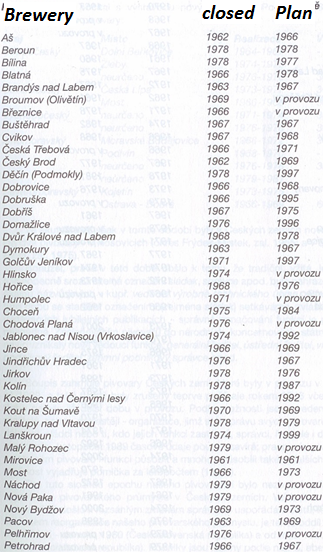 Brewery closed Plan
Aš 1962 1966
Beroun 1978 1978
Bílina 1978 1977
Blatná 1966 1978
Brandýs nad Labem 1963 1967
Broumov (Olivětín) 1969 v provozu
Březnice 1966 v provozu
Buštěhrad 1967 1967
Cvikov 1967 1968
Česká Třebová 1966 1971
Český Brod 1962 1969
Děčín (Podmokly) 1978 1997
Dobrovice 1966 1968
Dobruška 1966 1995
Dobříš 1967 1975
Domažlice 1976 1996
Dvůr Králové nad Labem 1968 1978
Dymokury 1963 1967
Golčův Jeníkov 1971 1997
Hlinsko 1974 v provozu
Hořice 1968 1976
Humpolec 1971 v provozu
Choceň 1975 1984
Chodová Planá 1976 v provozu
Jablonec nad Nisou (Vrkoslavice) 1974 1992
Jince 1966 1969
Jindřichův Hradec 1976 1967
Jirkov 1978 1976
Kolín 1978 1987
Kostelec nad Černými lesy 1966 1992
Kout na Šumavě 1970 1969
Kralupy nad Vltavou 1978 1979
Lanškroun 1974 1999
Malý Rohozec 1979 v provozu
Mirovice 1961 1961
Most 1966 1973
Náchod 1979 v provozu
Nová Paka 1979 v provozu
Nový Bydžov 1969 1973
Pacov 1963 1969
Pelhřimov 1976 v provozu
Petrohrad 1966 1967